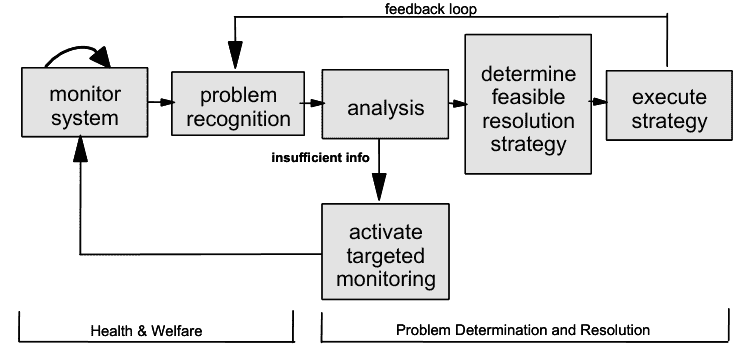 feedback loop
monitor
system
problem
recognition
analysis
determine
feasible
resolution
strategy
execute
strategy
insufficient info
activate
targeted
monitoring
Health & Welfare
Problem Determination and Resolution